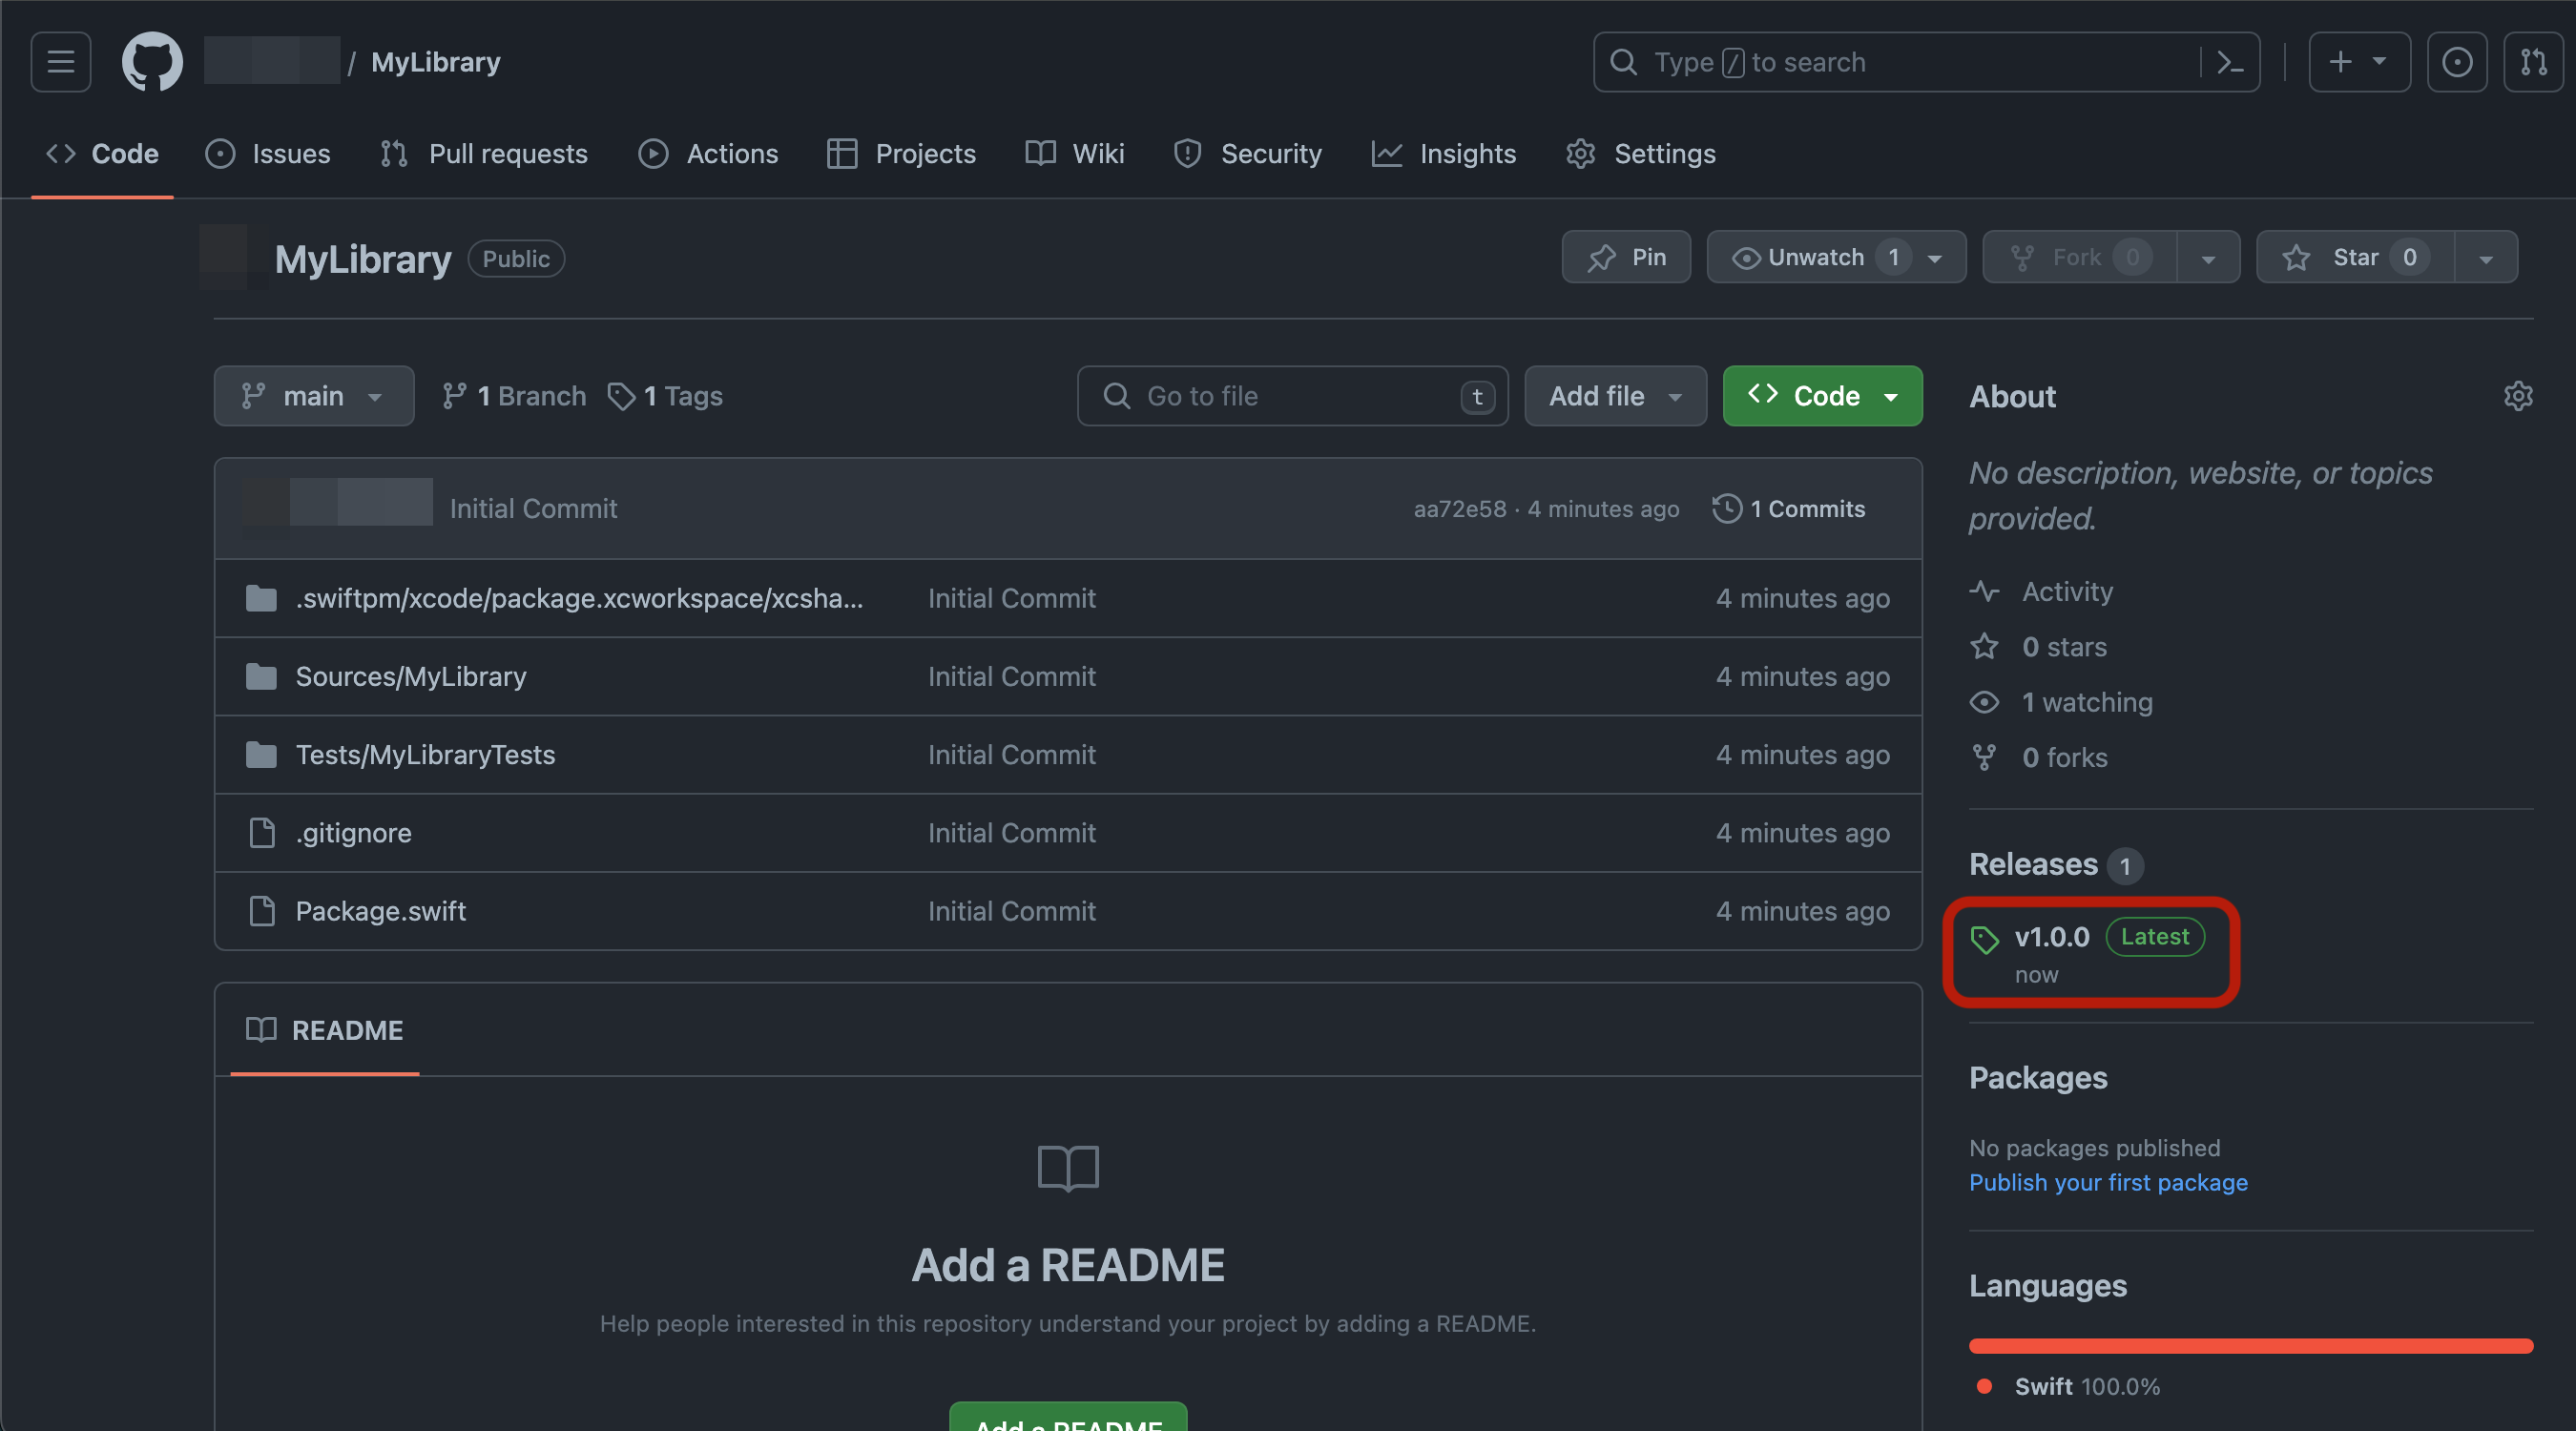 / MyLibrary
Type / to search
Code Issues Pull requests Actions Projects Wiki Security Insights Settings
MyLibrary Public
Pin Unwatch 1 Fork 0 Star 0
main 1 Branch 1 Tags Go to file t Add file Code
Initial Commit aa72e58 · 4 minutes ago 1 Commits
.swiftpm/xcode/package.xcworkspace/xcsha... Initial Commit 4 minutes ago
Sources/MyLibrary Initial Commit 4 minutes ago
Tests/MyLibraryTests Initial Commit 4 minutes ago
.gitignore Initial Commit 4 minutes ago
Package.swift Initial Commit 4 minutes ago
README
Add a README
Help people interested in this repository understand your project by adding a README.
Add a README
About
No description, website, or topics
provided.
Activity
0 stars
1 watching
0 forks
Releases 1
v1.0.0 Latest
now
Packages
No packages published
Publish your first package
Languages
Swift 100.0%